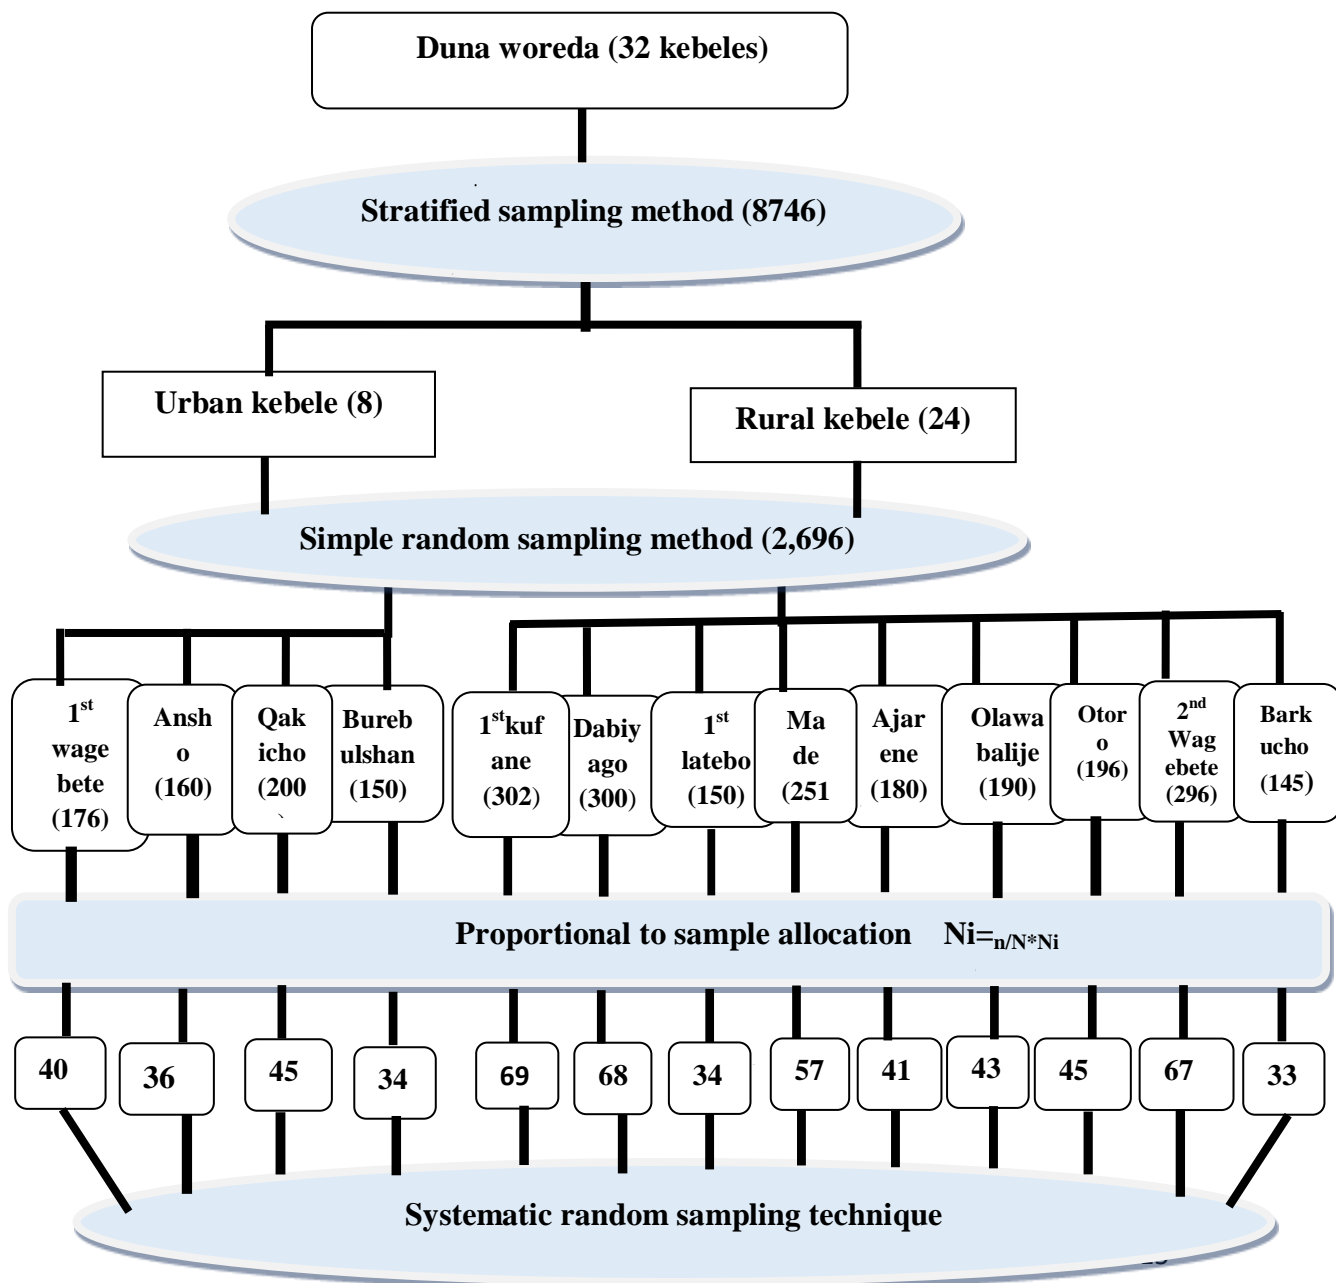 Duna woreda (32 kebeles)
Stratified sampling method (8746)
Urban kebele (8)
Rural kebele (24)
Simple random sampling method (2,696)
1st
wage
bete
(176)
Ansh
o
(160)
Qak
icho
(200
Bureb
ulshan
(150)
1st kuf
ane
(302)
Dabiy
ago
(300)
1st
latebo
(150)
Ma
de
(251
Ajar
ene
(180)
Olawa
balije
(190)
Otor
o
(196)
2nd
Wag
ebete
(296)
Bark
ucho
(145)
Proportional to sample allocation Ni=n/N*Ni
40
36
45
34
69
68
34
57
41
43
45
67
33
Systematic random sampling technique